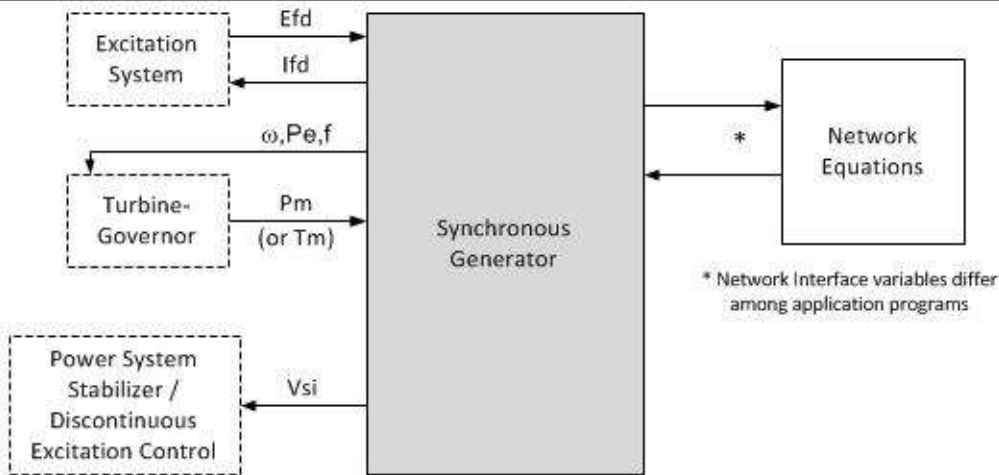 Excitation
System
Efd
Ifd
ω,Pe,f
Turbine-
Governor
Pm
(or Tm)
Power System
Stabilizer /
Discontinuous
Excitation Control
Vsi
Synchronous
Generator
*
Network
Equations
* Network Interface variables differ
among application programs